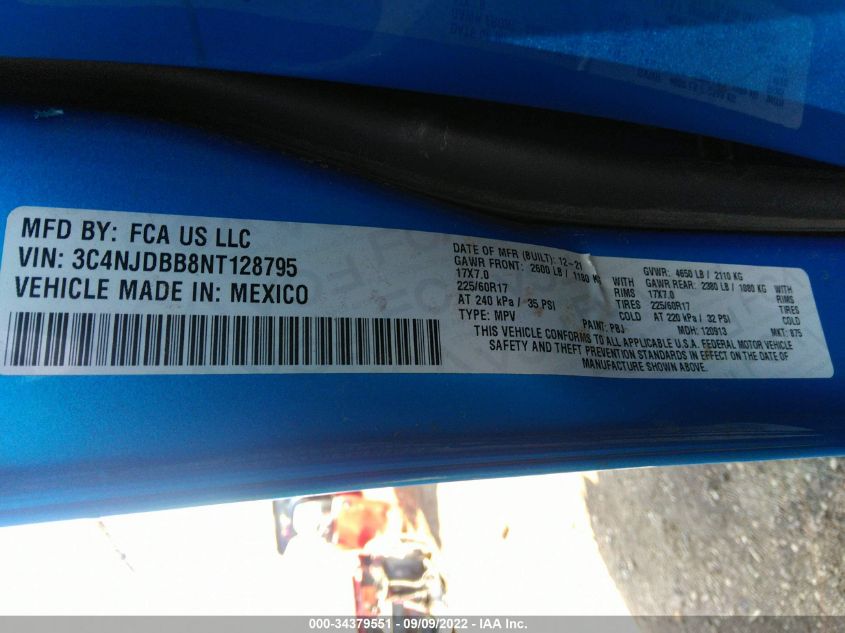 MFD BY: FCA US LLC
VIN: 3C4NJDBB8NT128795
VEHICLE MADE IN: MEXICO
DATE OF MFR (BUILT): 12-21 GVWR: 4650 LB / 2110 KG
GAWR FRONT: 2600 LB / 1180 KG WITH GAWR REAR: 2380 LB / 1080 KG WITH
17X7.0 RIMS 17X7.0 RIMS
225/60R17 TIRES 225/60R17 TIRES
AT 240 kPa / 35 PSI COLD AT 220 kPa / 32 PSI COLD
TYPE: MPV PAINT: PBJ MDH: 120913 MKT: 875
THIS VEHICLE CONFORMS TO ALL APPLICABLE U.S.A. FEDERAL MOTOR VEHICLE
SAFETY AND THEFT PREVENTION STANDARDS IN EFFECT ON THE DATE OF
MANUFACTURE SHOWN ABOVE.
000-34379551 - 09/09/2022 - IAA Inc.